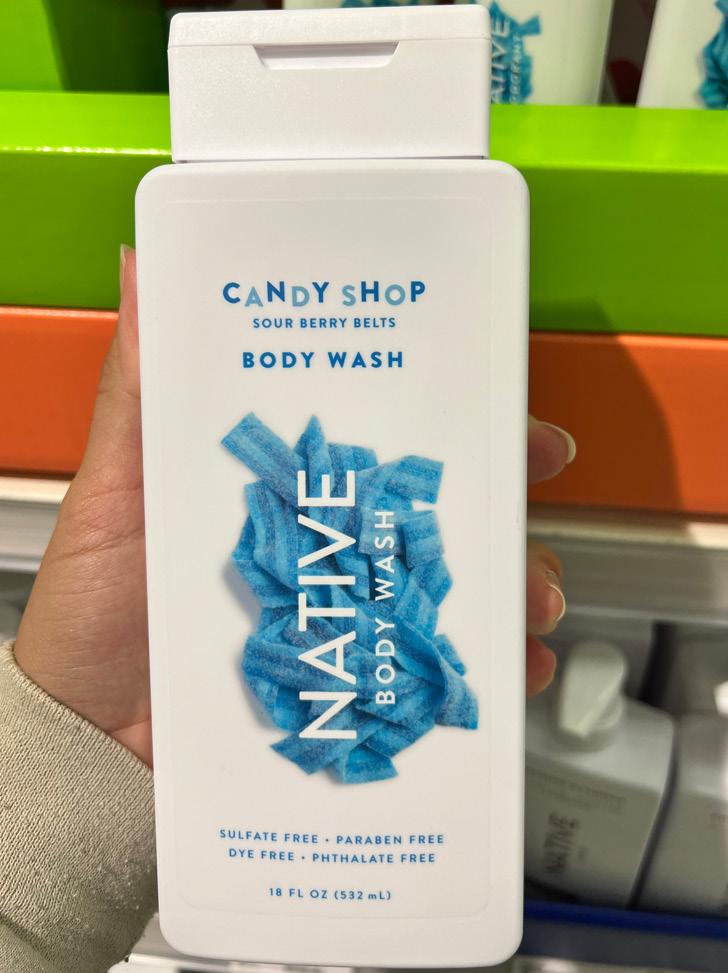 CANDY SHOP
SOUR BERRY BELTS
BODY WASH
NATIVE
BODY WASH
SULFATE FREE • PARABEN FREE
DYE FREE • PHTHALATE FREE
18 FL OZ (532 mL)
NATIVE